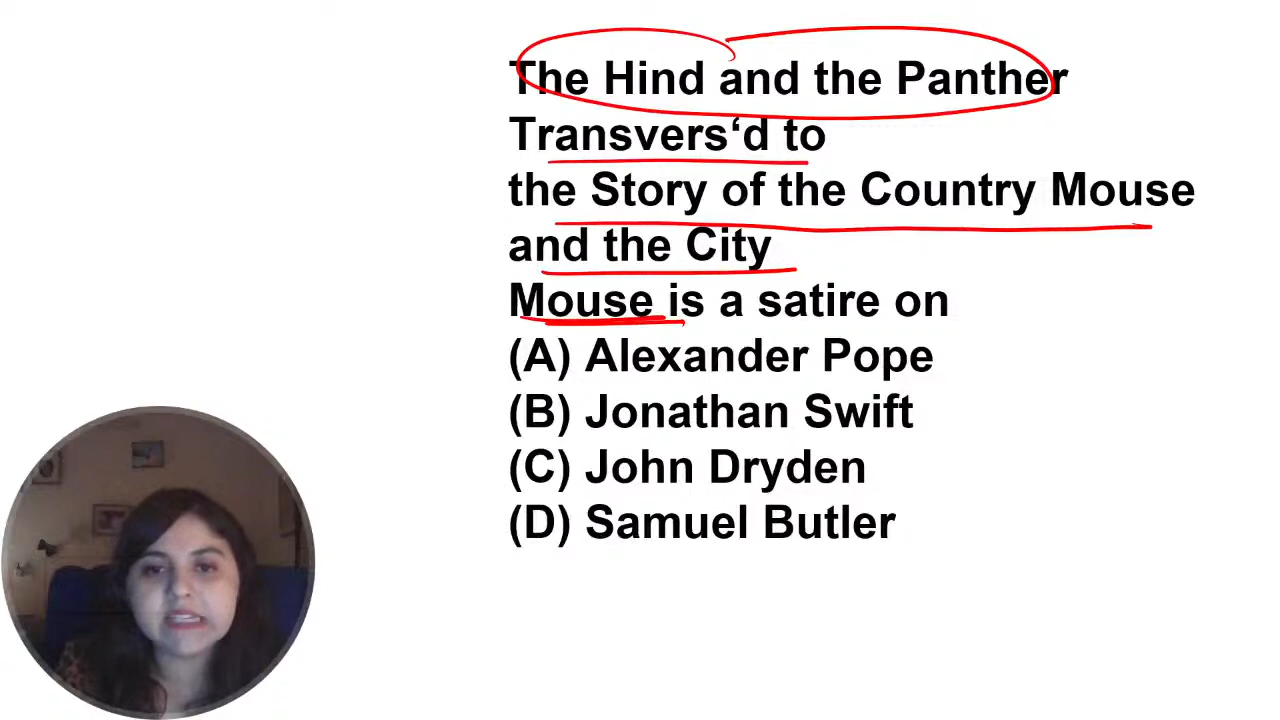 The Hind and the Panther
Transvers‘d to
the Story of the Country Mouse
and the City
Mouse is a satire on
(A) Alexander Pope
(B) Jonathan Swift
(C) John Dryden
(D) Samuel Butler